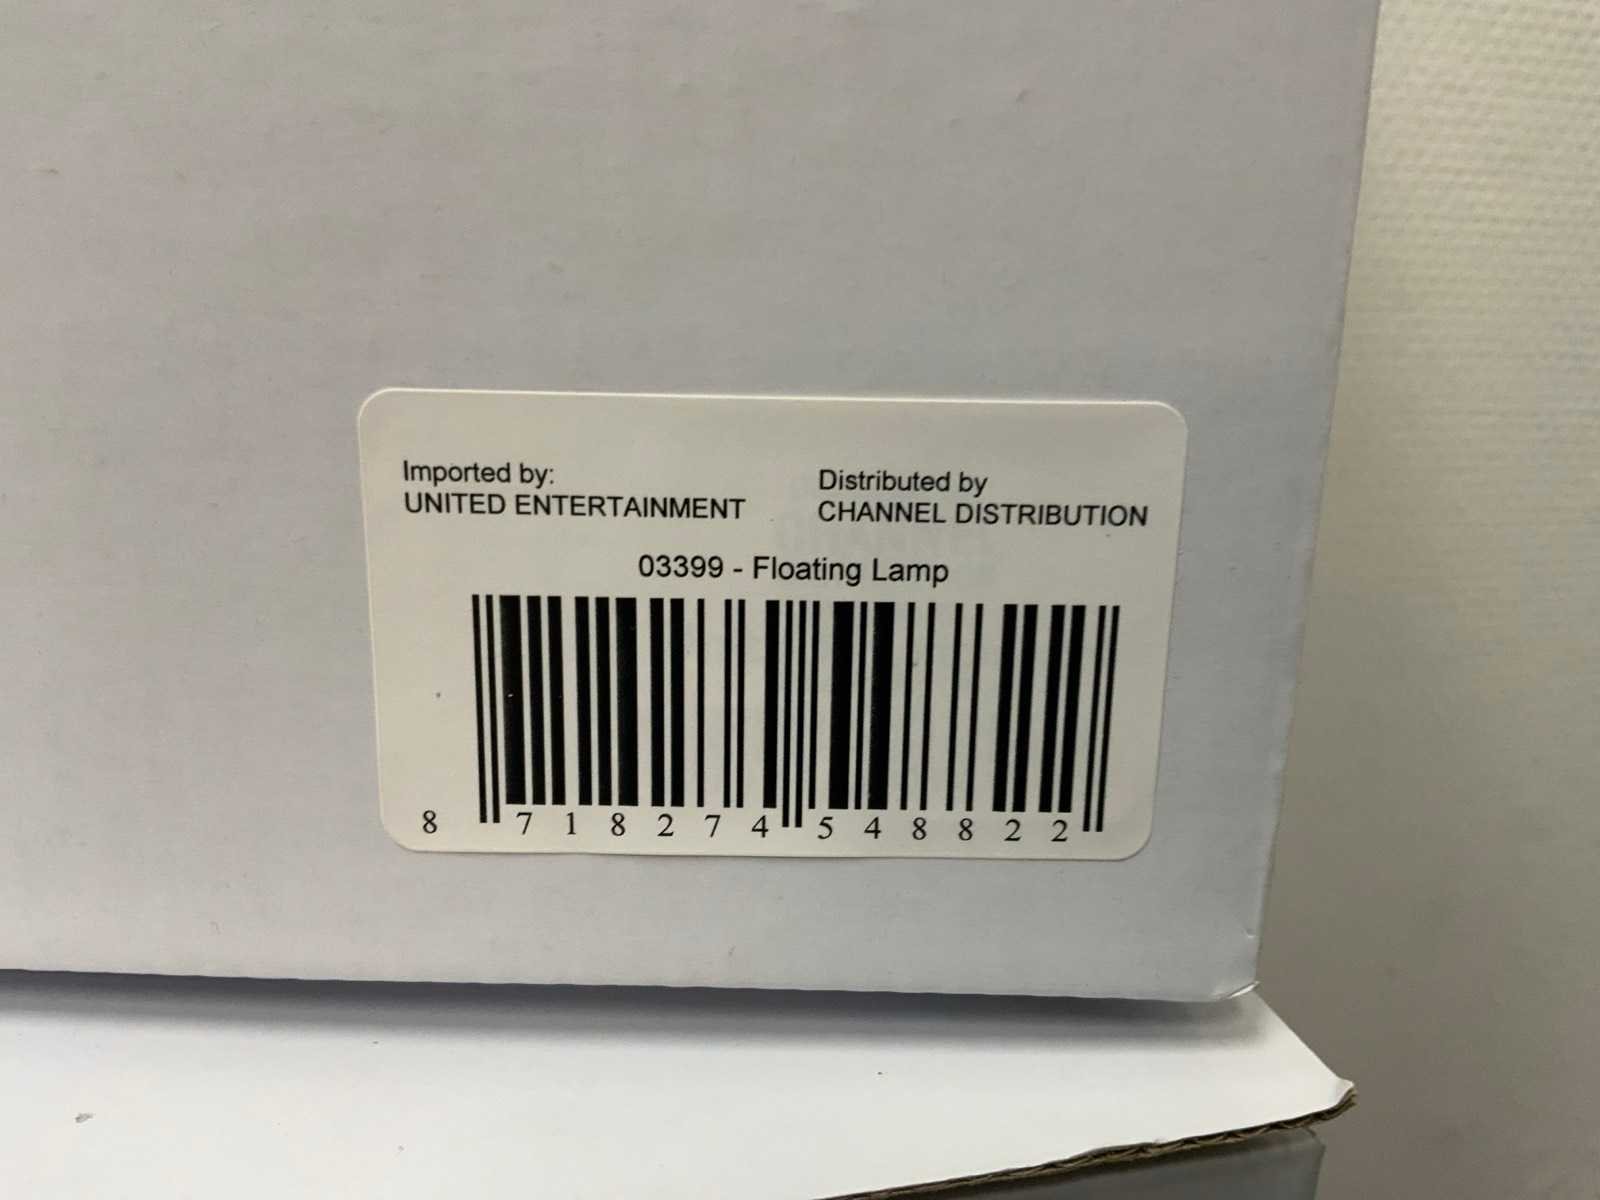 Imported by:
UNITED ENTERTAINMENT
Distributed by
CHANNEL DISTRIBUTION
03399 - Floating Lamp
8 718274 548822